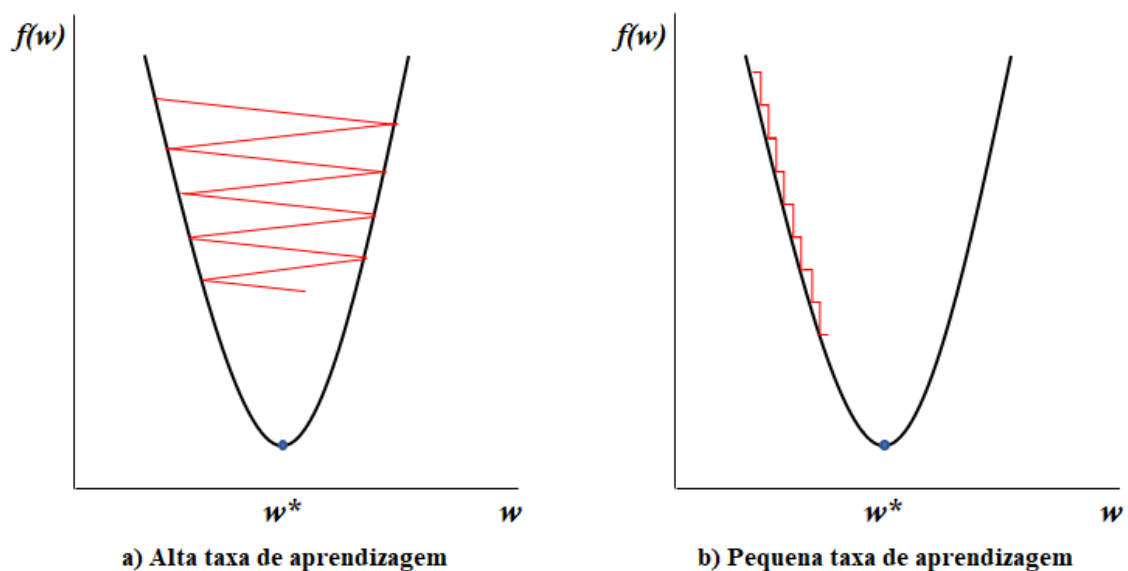 f(w)
w*
w
a) Alta taxa de aprendizagem
f(w)
w*
w
b) Pequena taxa de aprendizagem